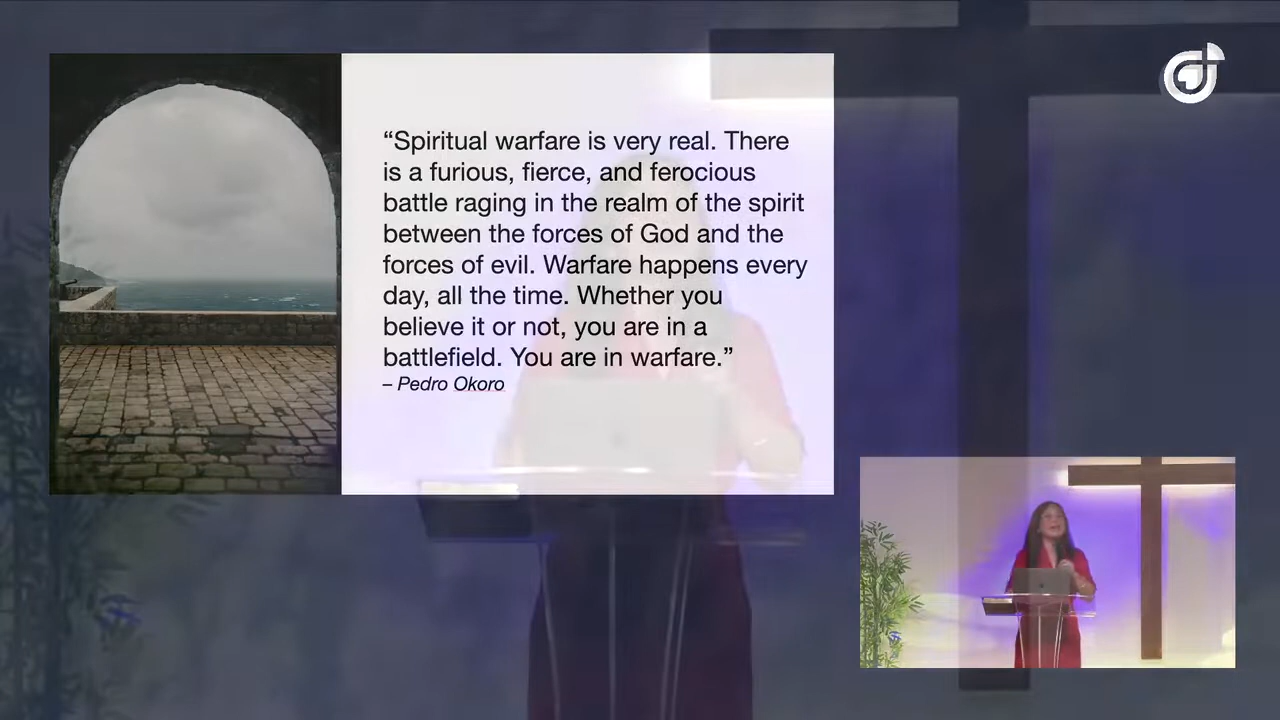 “Spiritual warfare is very real. There
is a furious, fierce, and ferocious
battle raging in the realm of the spirit
between the forces of God and the
forces of evil. Warfare happens every
day, all the time. Whether you
believe it or not, you are in a
battlefield. You are in warfare.”
– Pedro Okoro